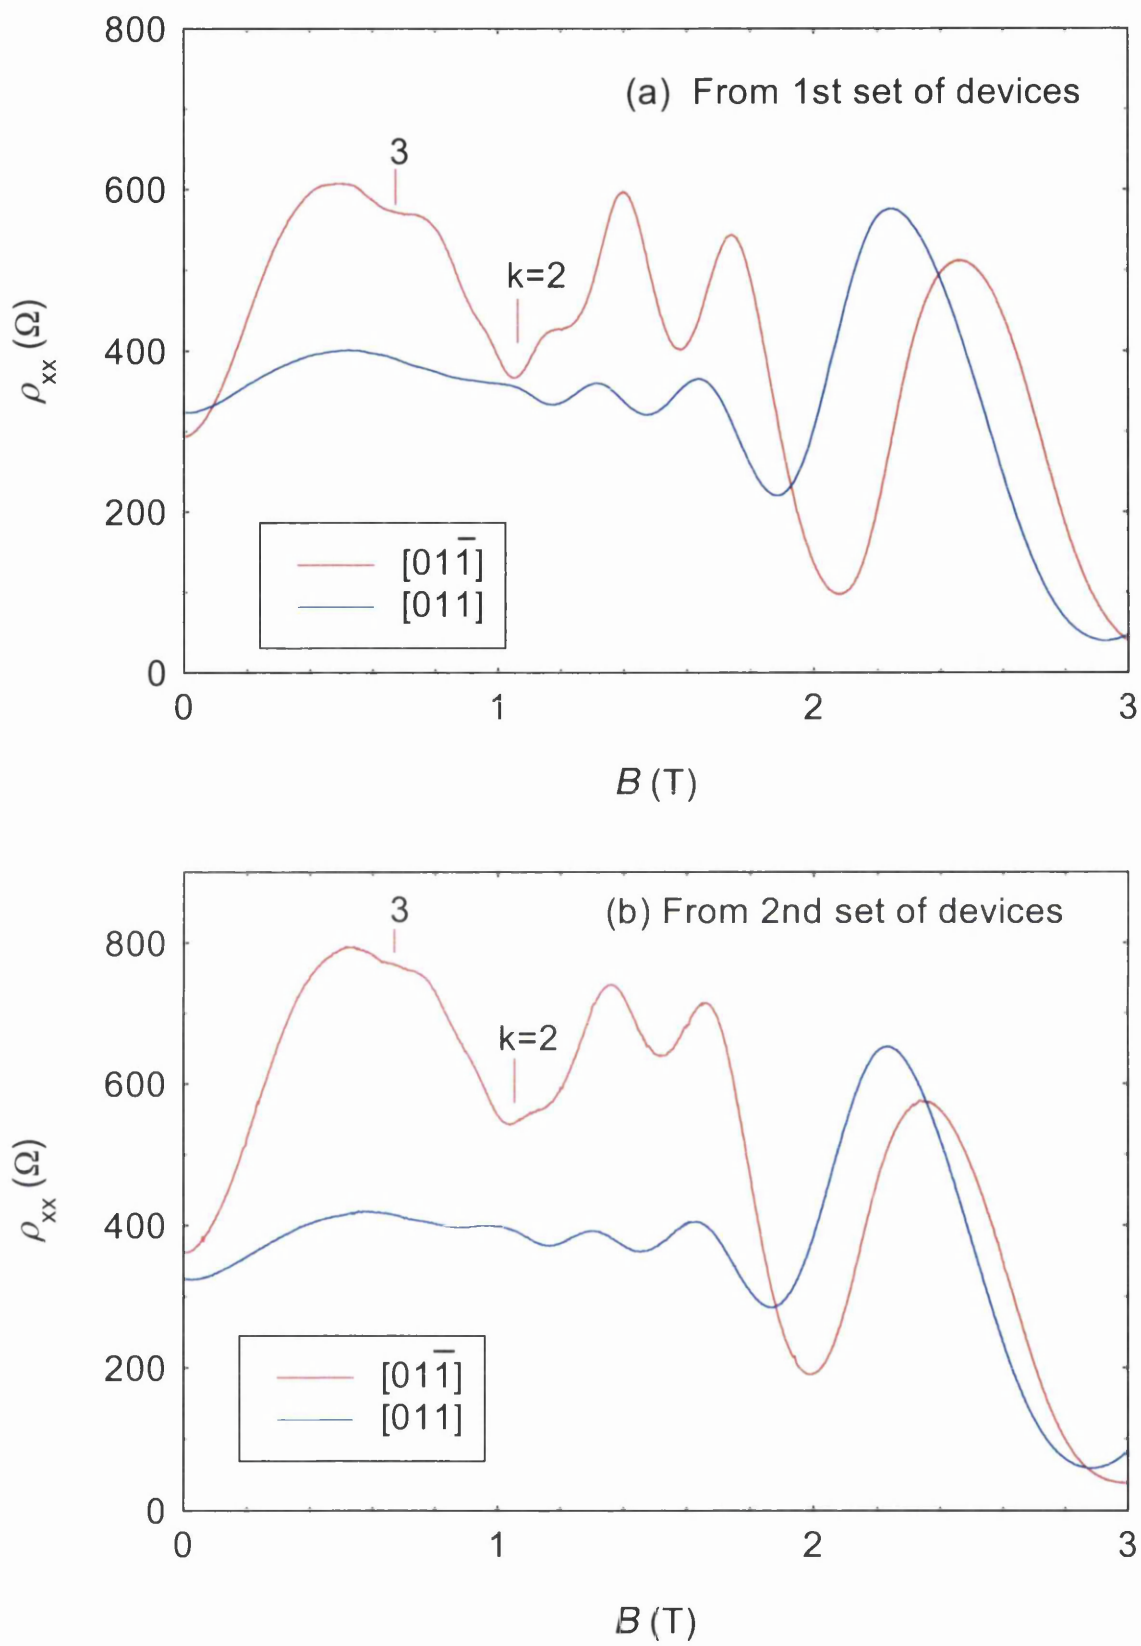 800
(a) From 1st set of devices
3
600
k=2
ρxx (Ω)
400
200
[011̅]
[011]
0
0 1 2 3
B (T)
3
(b) From 2nd set of devices
800
k=2
600
ρxx (Ω)
400
200
[011̅]
[011]
0
0 1 2 3
B (T)